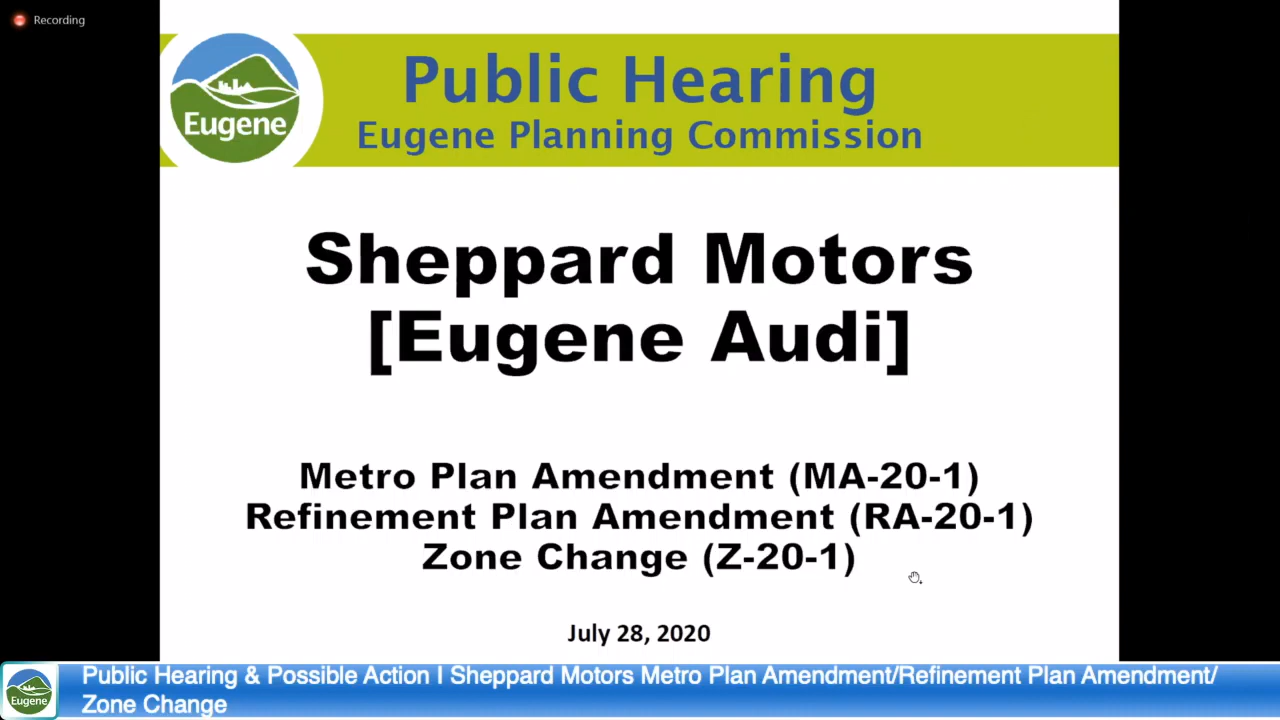 Recording
Public Hearing
Eugene Planning Commission
Eugene
Sheppard Motors
[Eugene Audi]
Metro Plan Amendment (MA-20-1)
Refinement Plan Amendment (RA-20-1)
Zone Change (Z-20-1)
July 28, 2020
Eugene
Public Hearing & Possible Action I Sheppard Motors Metro Plan Amendment/Refinement Plan Amendment/
Zone Change